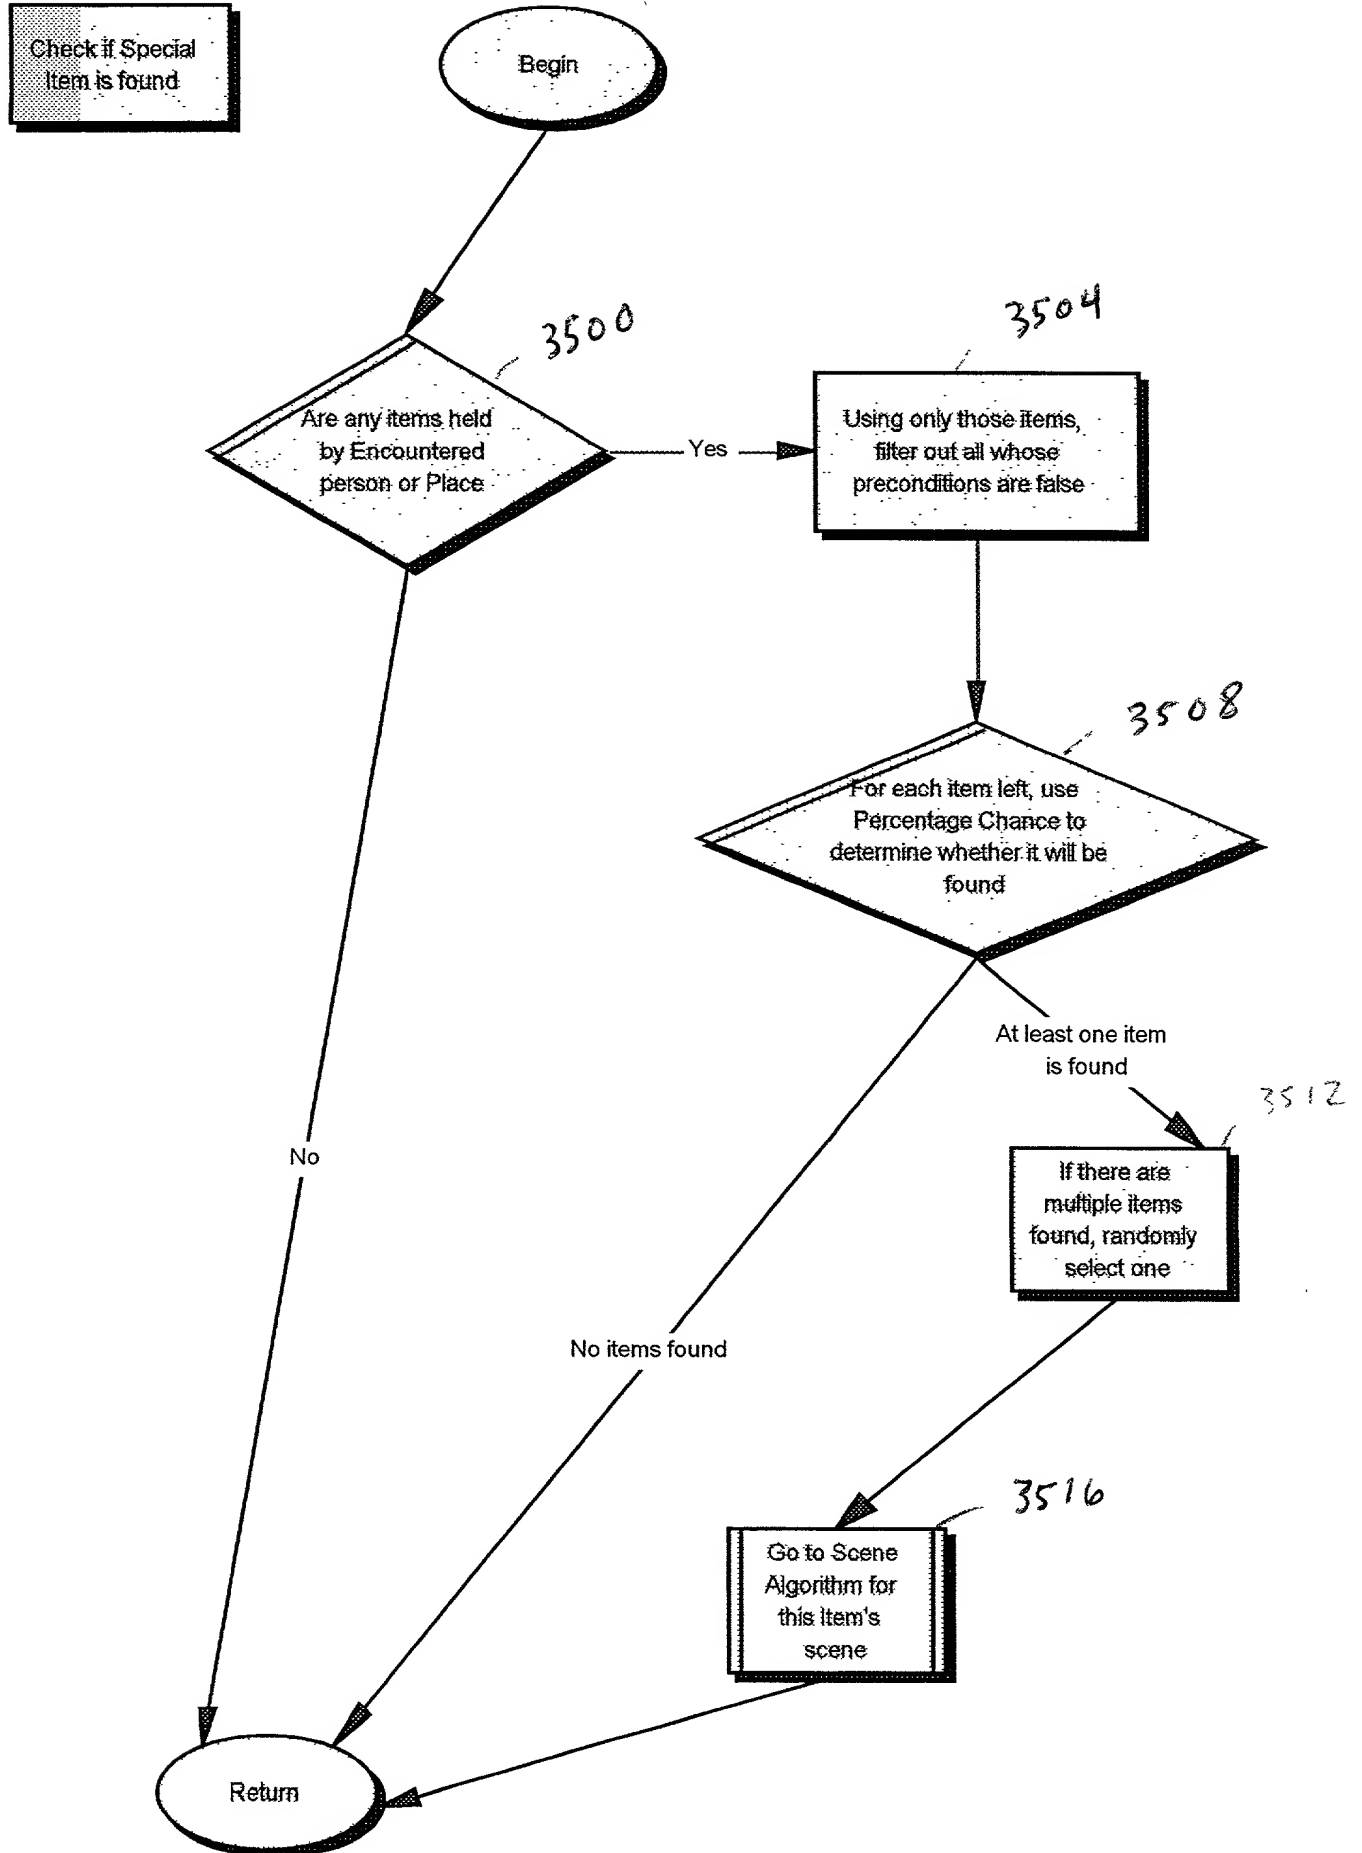 Check if Special
Item is found
Begin
3500
3504
Are any items held
by Encountered
person or Place
Yes
Using only those items,
filter out all whose
preconditions are false
3508
For each item left, use
Percentage Chance to
determine whether it will be
found
At least one item
is found
3512
No
If there are
multiple items
found, randomly
select one
No items found
3516
Go to Scene
Algorithm for
this item's
scene
Return